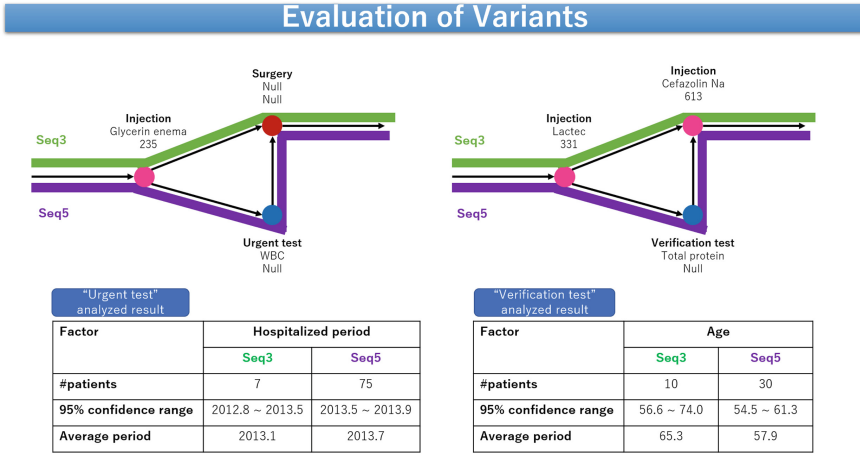 Evaluation of Variants
Surgery
Null
Null
Injection
Glycerin enema
235
Seq3
Seq5
Urgent test
WBC
Null
Injection
Cefazolin Na
613
Injection
Lactec
331
Seq3
Seq5
Verification test
Total protein
Null
"Urgent test"
analyzed result
Factor Hospitalized period
Seq3 Seq5
#patients 7 75
95% confidence range 2012.8 ~ 2013.5 2013.5 ~ 2013.9
Average period 2013.1 2013.7
"Verification test"
analyzed result
Factor Age
Seq3 Seq5
#patients 10 30
95% confidence range 56.6 ~ 74.0 54.5 ~ 61.3
Average period 65.3 57.9